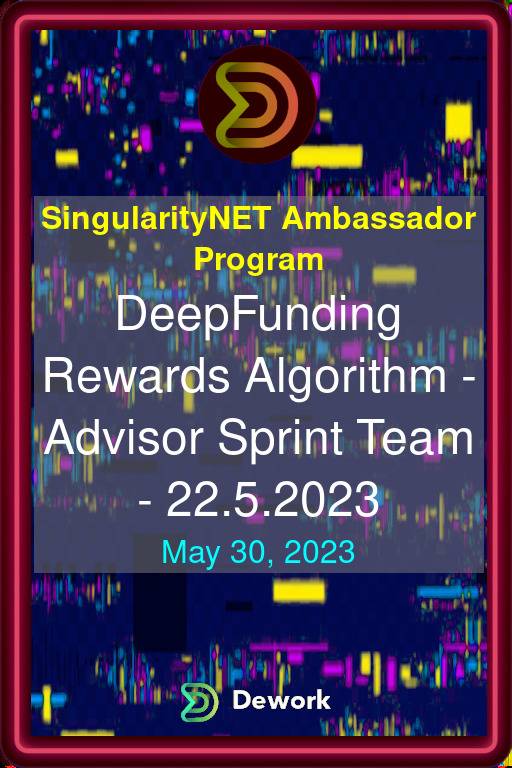 SingularityNET Ambassador
Program
DeepFunding
Rewards Algorithm -
Advisor Sprint Team
- 22.5.2023
May 30, 2023
Dework